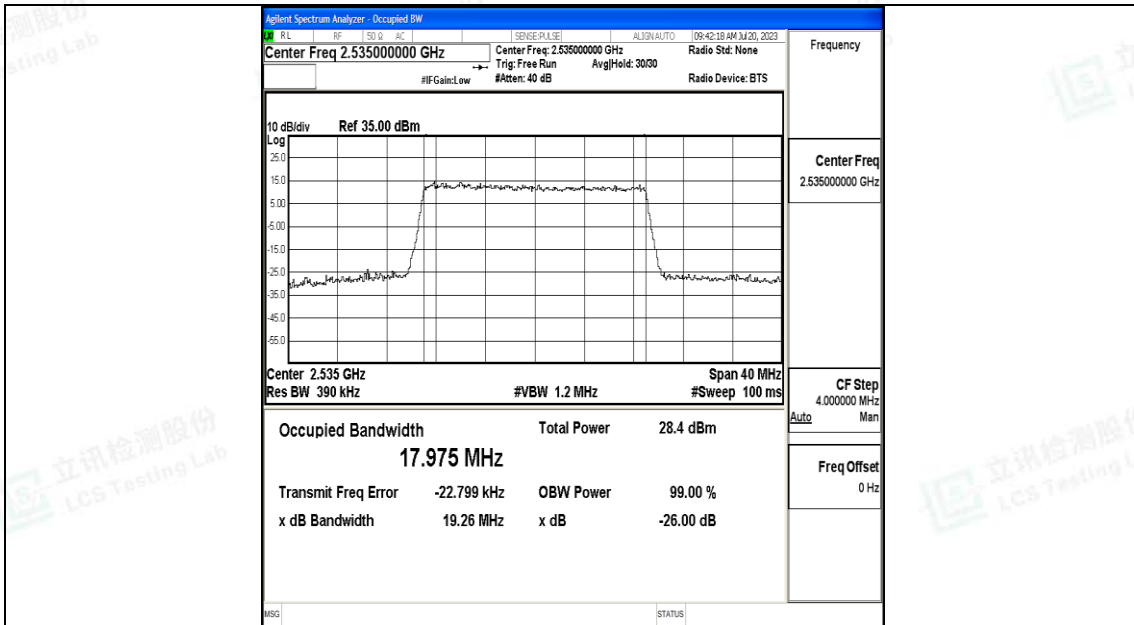 Agilent Spectrum Analyzer - Occupied BW
RL RF 50 Ω AC SENSE:PULSE ALIGN AUTO 09:42:18 AM Jul 20, 2023
Center Freq 2.535000000 GHz
Center Freq: 2.535000000 GHz
Radio Std: None
Trig: Free Run Avg|Hold: 30/30
#IFGain:Low #Atten: 40 dB Radio Device: BTS
10 dB/div Ref 35.00 dBm
Log
25.0
15.0
5.00
-5.00
-15.0
-25.0
-35.0
-45.0
-55.0
Center 2.535 GHz Span 40 MHz
Res BW 390 kHz #VBW 1.2 MHz #Sweep 100 ms
Occupied Bandwidth Total Power 28.4 dBm
17.975 MHz
Transmit Freq Error -22.799 kHz OBW Power 99.00 %
x dB Bandwidth 19.26 MHz x dB -26.00 dB
MSG STATUS
Frequency
Center Freq
2.535000000 GHz
CF Step
4.000000 MHz
Auto Man
Freq Offset
0 Hz
立讯检测股份
LCS Testing Lab
立讯检测股份
LCS Testing